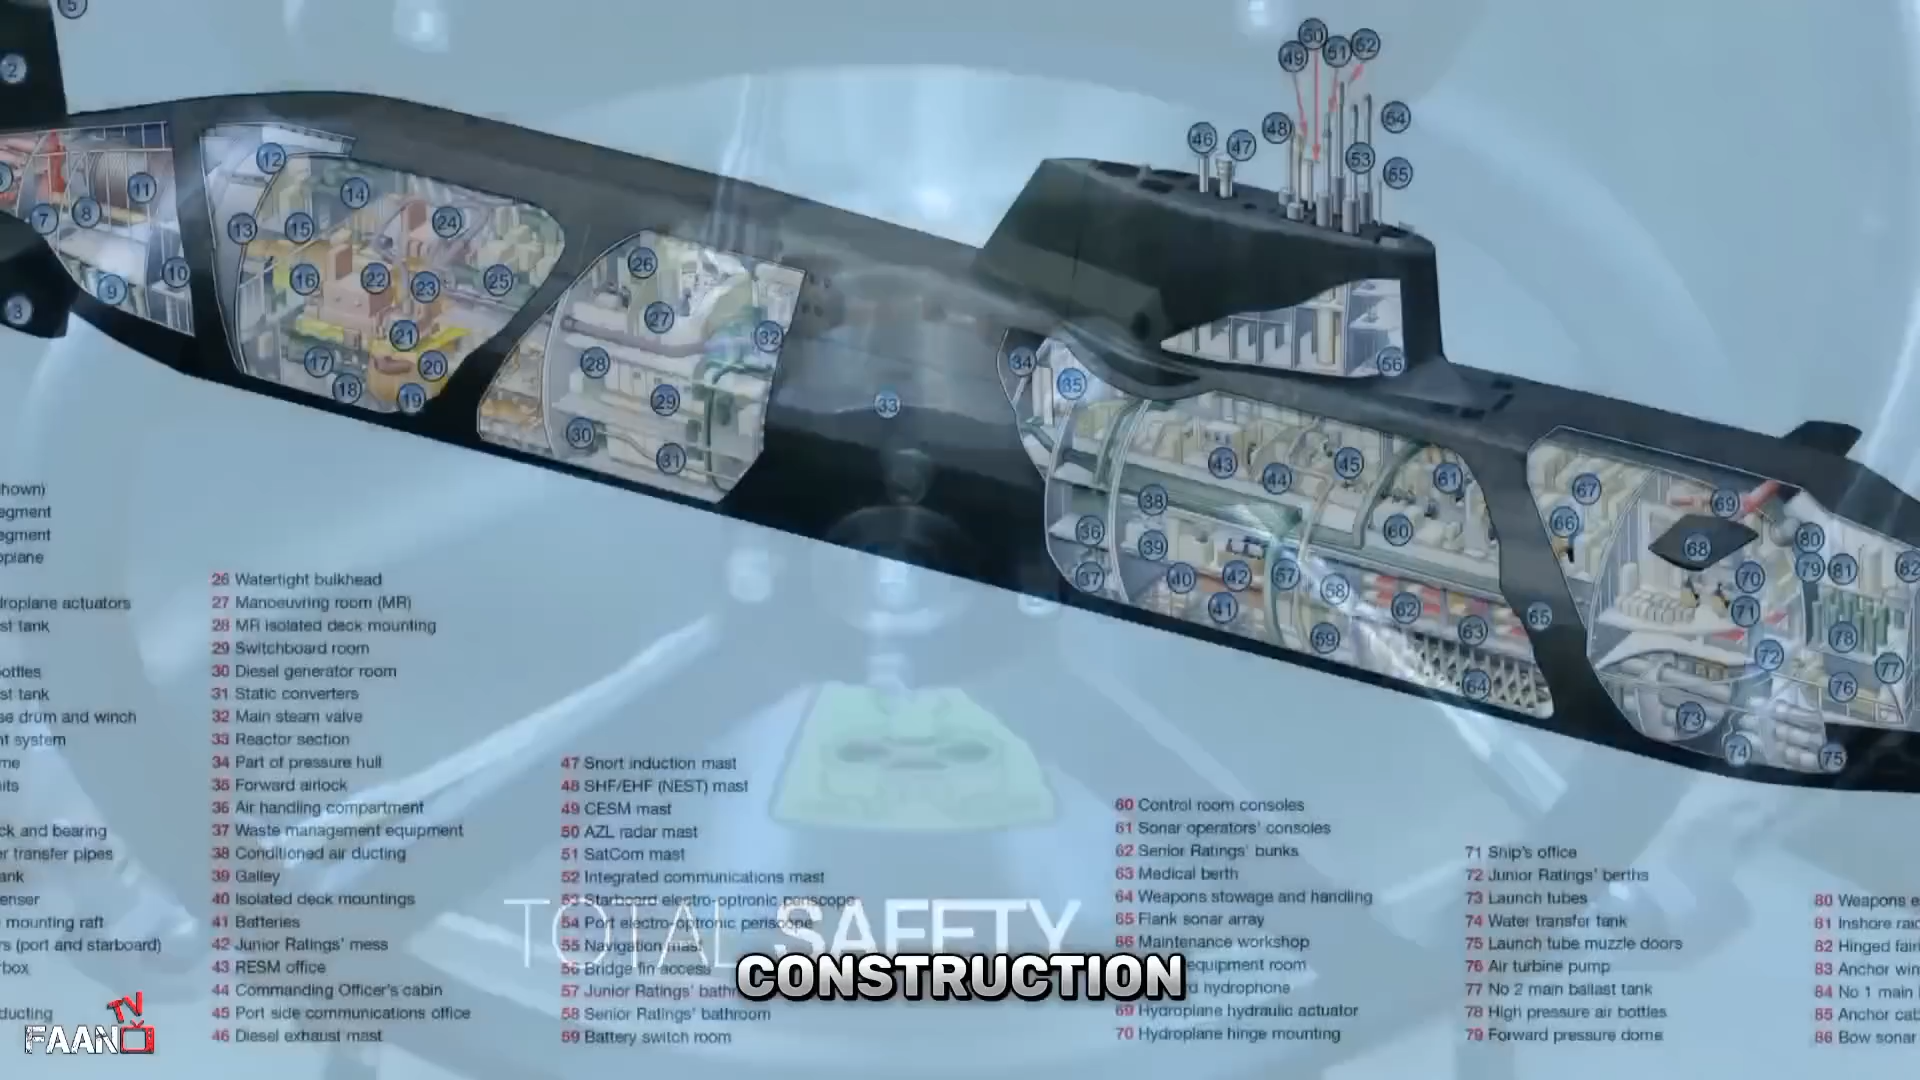 hown)
egment
egment
oplane
droplane actuators
st tank
ottles
st tank
se drum and winch
nt system
me
its
ck and bearing
er transfer pipes
ank
enser
mounting raft
rs (port and starboard)
box
ducting
26 Watertight bulkhead
27 Manoeuvring room (MR)
28 MR isolated deck mounting
29 Switchboard room
30 Diesel generator room
31 Static converters
32 Main steam valve
33 Reactor section
34 Part of pressure hull
35 Forward airlock
36 Air handling compartment
37 Waste management equipment
38 Conditioned air ducting
39 Galley
40 Isolated deck mountings
41 Batteries
42 Junior Ratings' mess
43 RESM office
44 Commanding Officer's cabin
45 Port side communications office
46 Diesel exhaust mast
47 Snort induction mast
48 SHF/EHF (NEST) mast
49 CESM mast
50 AZL radar mast
51 SatCom mast
52 Integrated communications mast
53 Starboard electro-optronic periscope
54 Port electro-optronic periscope
55 Navigation mast
56 Bridge fin access
57 Junior Ratings' bathr
58 Senior Ratings' bathroom
59 Battery switch room
60 Control room consoles
61 Sonar operators' consoles
62 Senior Ratings' bunks
63 Medical berth
64 Weapons stowage and handling
65 Flank sonar array
66 Maintenance workshop
equipment room
d hydrophone
69 Hydroplane hydraulic actuator
70 Hydroplane hinge mounting
71 Ship's office
72 Junior Ratings' berths
73 Launch tubes
74 Water transfer tank
75 Launch tube muzzle doors
76 Air turbine pump
77 No 2 main ballast tank
78 High pressure air bottles
79 Forward pressure dome
80 Weapons e
81 Inshore rad
82 Hinged fair
83 Anchor win
84 No 1 main
85 Anchor cab
86 Bow sonar
TOTAL SAFETY
CONSTRUCTION
FAAN TV